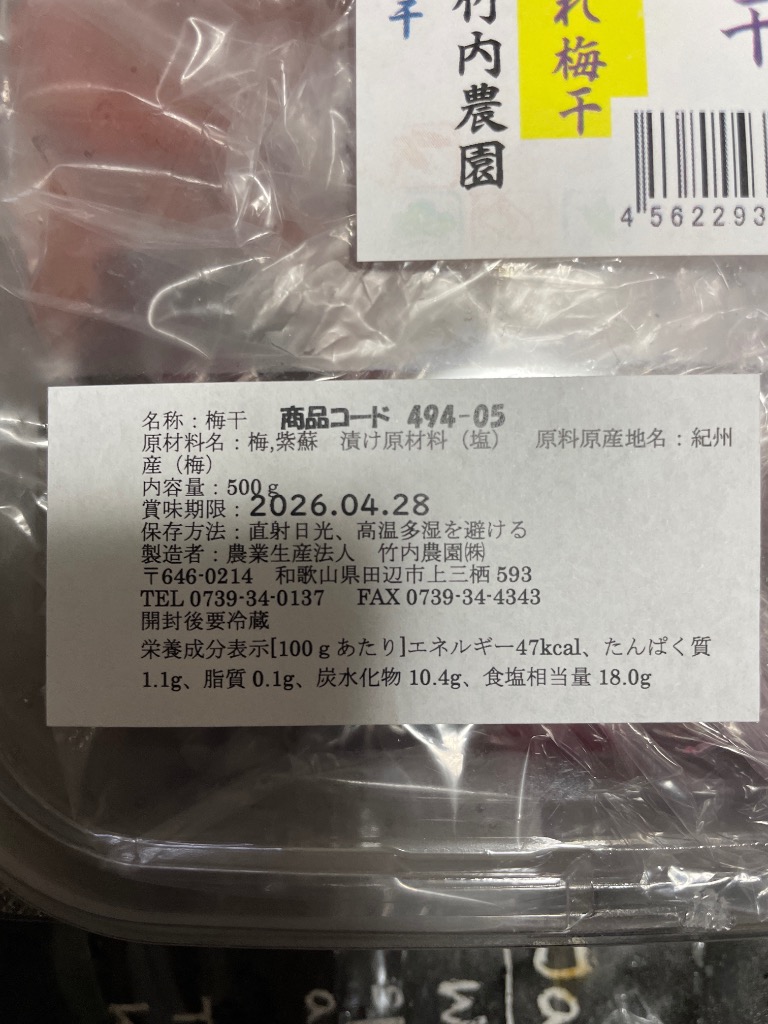 干
竹内農園
れ梅干
干
4 562293
名称：梅干　商品コード 494-05
原材料名：梅,紫蘇　漬け原材料（塩）　原料原産地名：紀州
産（梅）
内容量：500ｇ
賞味期限：2026.04.28
保存方法：直射日光、高温多湿を避ける
製造者：農業生産法人　竹内農園㈱
〒646-0214　和歌山県田辺市上三栖 593
TEL 0739-34-0137　FAX 0739-34-4343
開封後要冷蔵
栄養成分表示[100ｇあたり]エネルギー47kcal、たんぱく質
1.1g、脂質 0.1g、炭水化物 10.4g、食塩相当量 18.0g